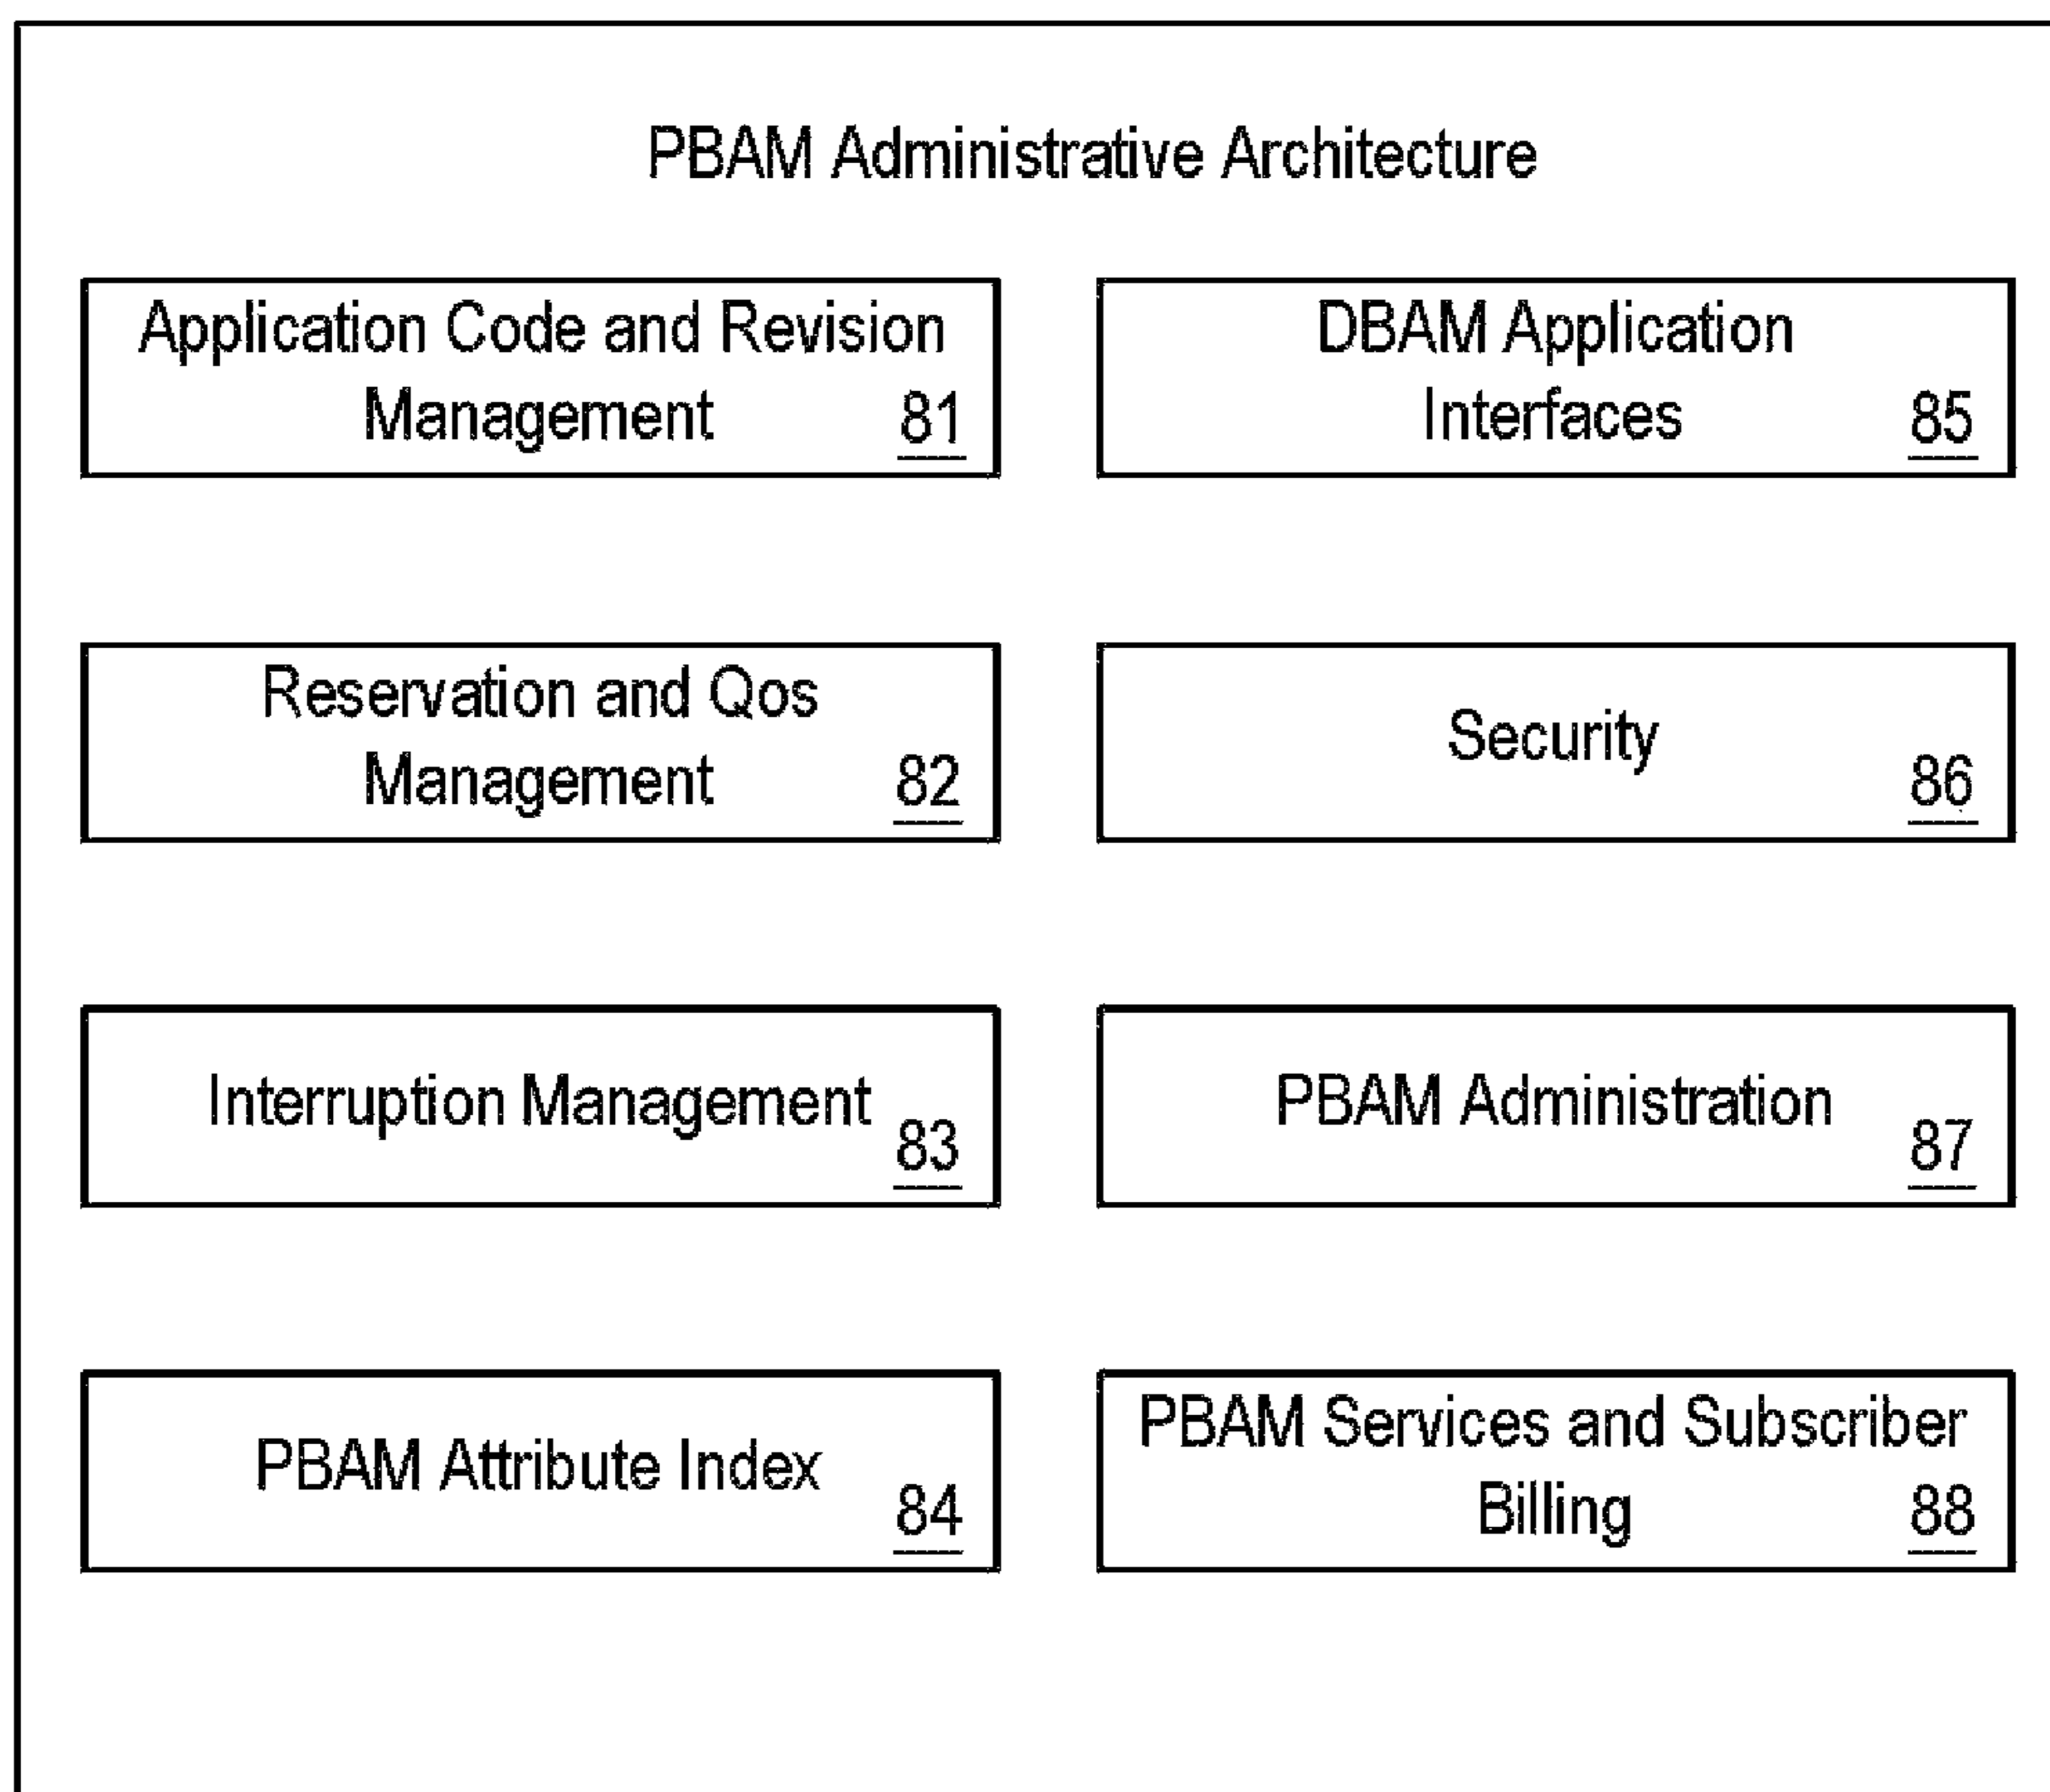 PBAM Administrative Architecture
Application Code and Revision
Management 81
DBAM Application
Interfaces 85
Reservation and Qos
Management 82
Security
86
Interruption Management
83
PBAM Administration
87
PBAM Attribute Index
84
PBAM Services and Subscriber
Billing 88